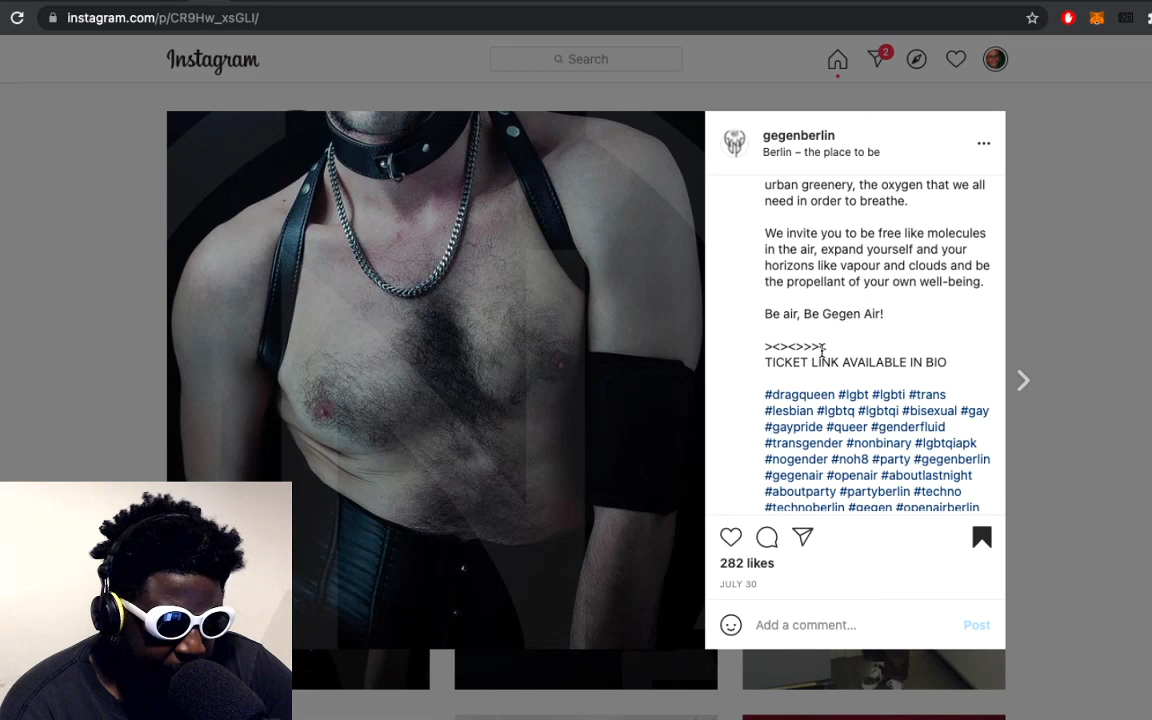 instagram.com/p/CR9Hw_xsGLI/
Instagram
Search
2
gegenberlin
Berlin – the place to be
urban greenery, the oxygen that we all
need in order to breathe.
We invite you to be free like molecules
in the air, expand yourself and your
horizons like vapour and clouds and be
the propellant of your own well-being.
Be air, Be Gegen Air!
><><>>>>
TICKET LINK AVAILABLE IN BIO
#dragqueen #lgbt #lgbti #trans
#lesbian #lgbtq #lgbtqi #bisexual #gay
#gaypride #queer #genderfluid
#transgender #nonbinary #lgbtqiapk
#nogender #noh8 #party #gegenberlin
#gegenair #openair #aboutlastnight
#aboutparty #partyberlin #techno
#technoberlin #gegen #openairberlin
282 likes
JULY 30
Add a comment...
Post